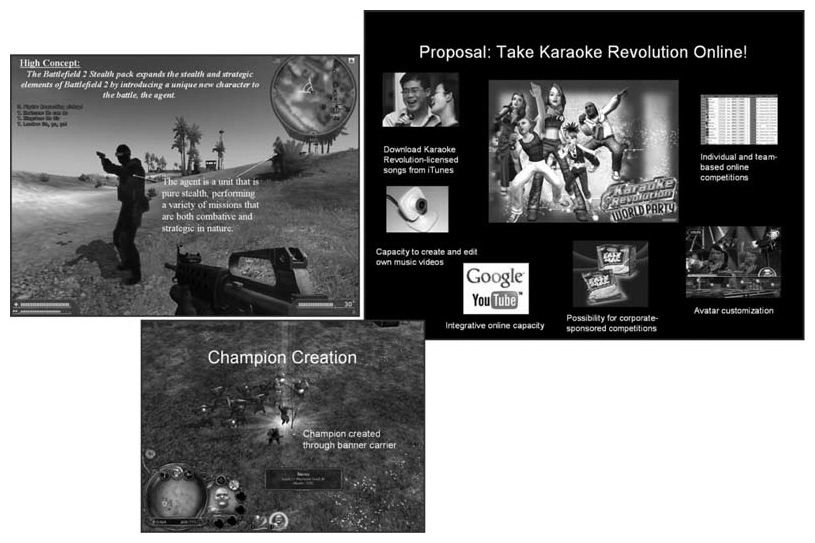 High Concept:
The Battlefield 2 Stealth pack expands the stealth and strategic
elements of Battlefield 2 by introducing a unique new character to
the battle, the agent.
The agent is a unit that is
pure stealth, performing
a variety of missions that
are both combative and
strategic in nature.
30
Proposal: Take Karaoke Revolution Online!
Download Karaoke
Revolution-licensed
songs from iTunes
Karaoke
Revolution
WORLD PARTY
Individual and team-
based online
competitions
Capacity to create and edit
own music videos
Google
YouTube
Integrative online capacity
EASY
MAC
EASY
MAC
Possibility for corporate-
sponsored competitions
Avatar customization
Champion Creation
Champion created
through banner carrier